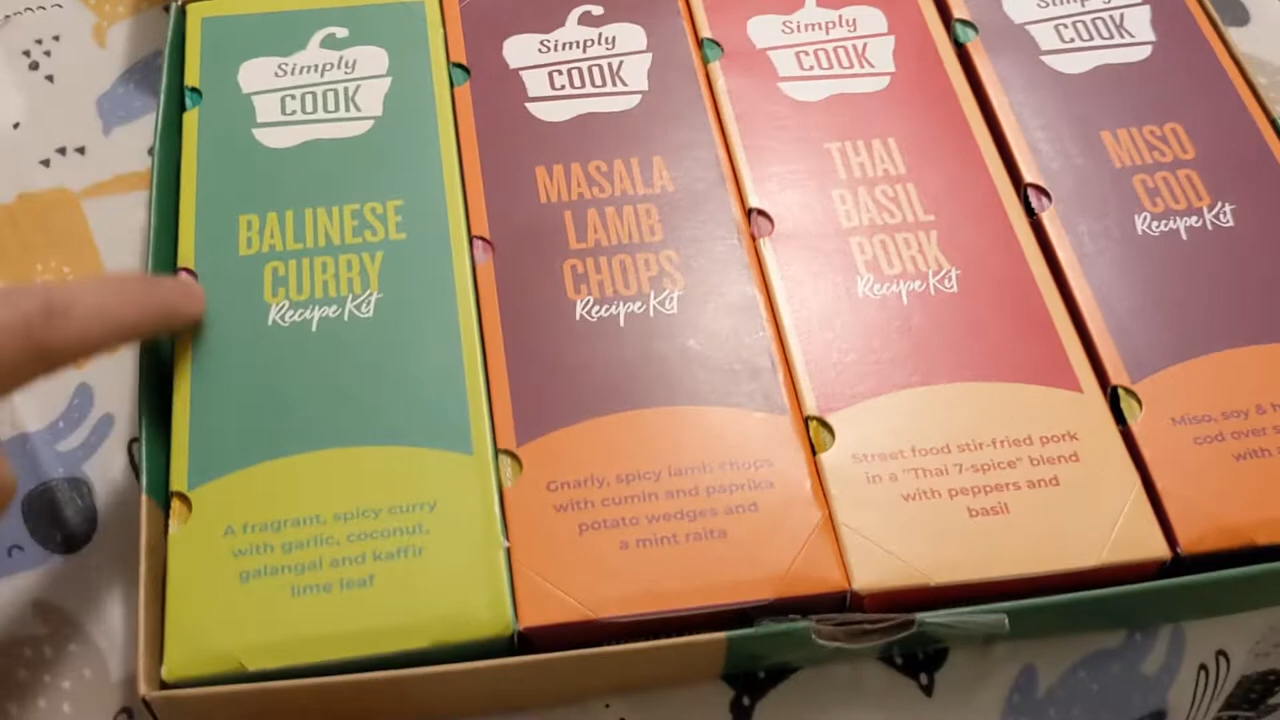 Simply
COOK
BALINESE
CURRY
Recipe Kit
A fragrant, spicy curry
with garlic, coconut,
galangal and kaffir
lime leaf
Simply
COOK
MASALA
LAMB
CHOPS
Recipe Kit
Gnarly, spicy lamb chops
with cumin and paprika
potato wedges and
a mint raita
Simply
COOK
THAI
BASIL
PORK
Recipe Kit
Street food stir-fried pork
in a "Thai 7-spice" blend
with peppers and
basil
Simply
COOK
MISO
COD
Recipe Kit
Miso, soy &
cod over
with